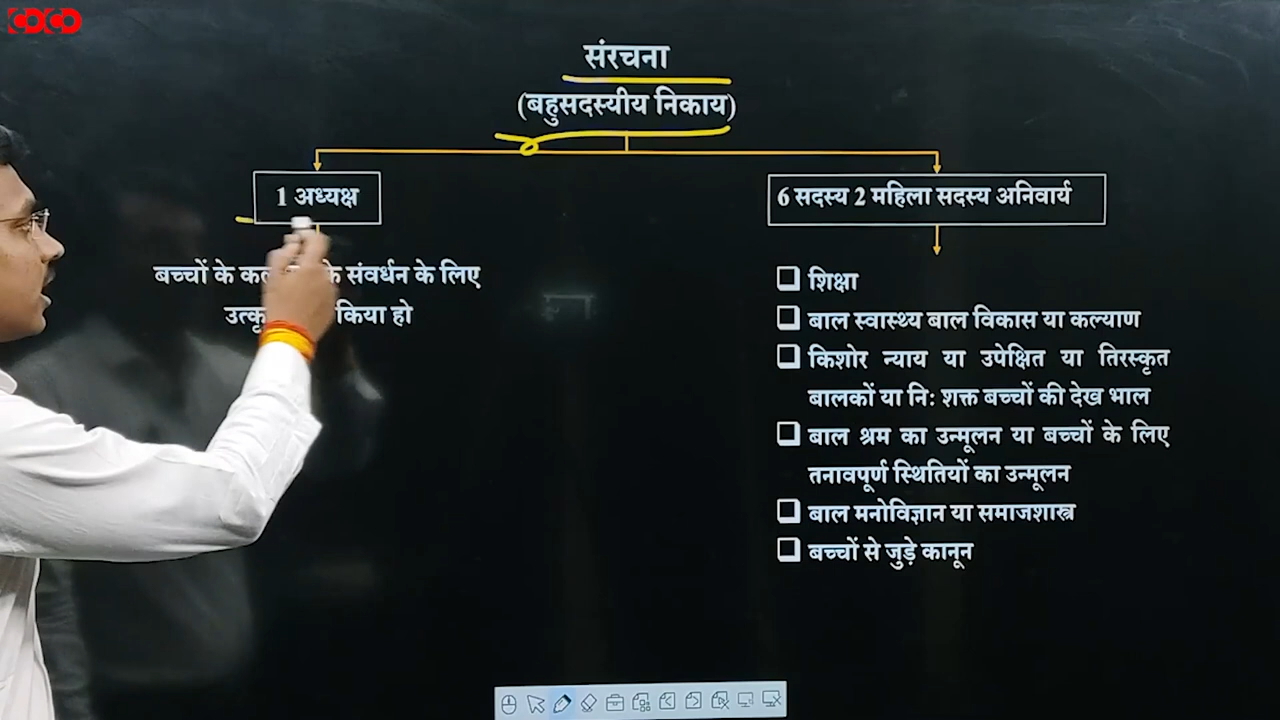 COCO
संरचना
(बहुसदस्यीय निकाय)
1 अध्यक्ष
बच्चों के संवर्धन के लिए
किया हो
6 सदस्य 2 महिला सदस्य अनिवार्य
शिक्षा
बाल स्वास्थ्य बाल विकास या कल्याण
किशोर न्याय या उपेक्षित या तिरस्कृत
बालकों या नि: शक्त बच्चों की देख भाल
बाल श्रम का उन्मूलन या बच्चों के लिए
तनावपूर्ण स्थितियों का उन्मूलन
बाल मनोविज्ञान या समाजशास्त्र
बच्चों से जुड़े कानून